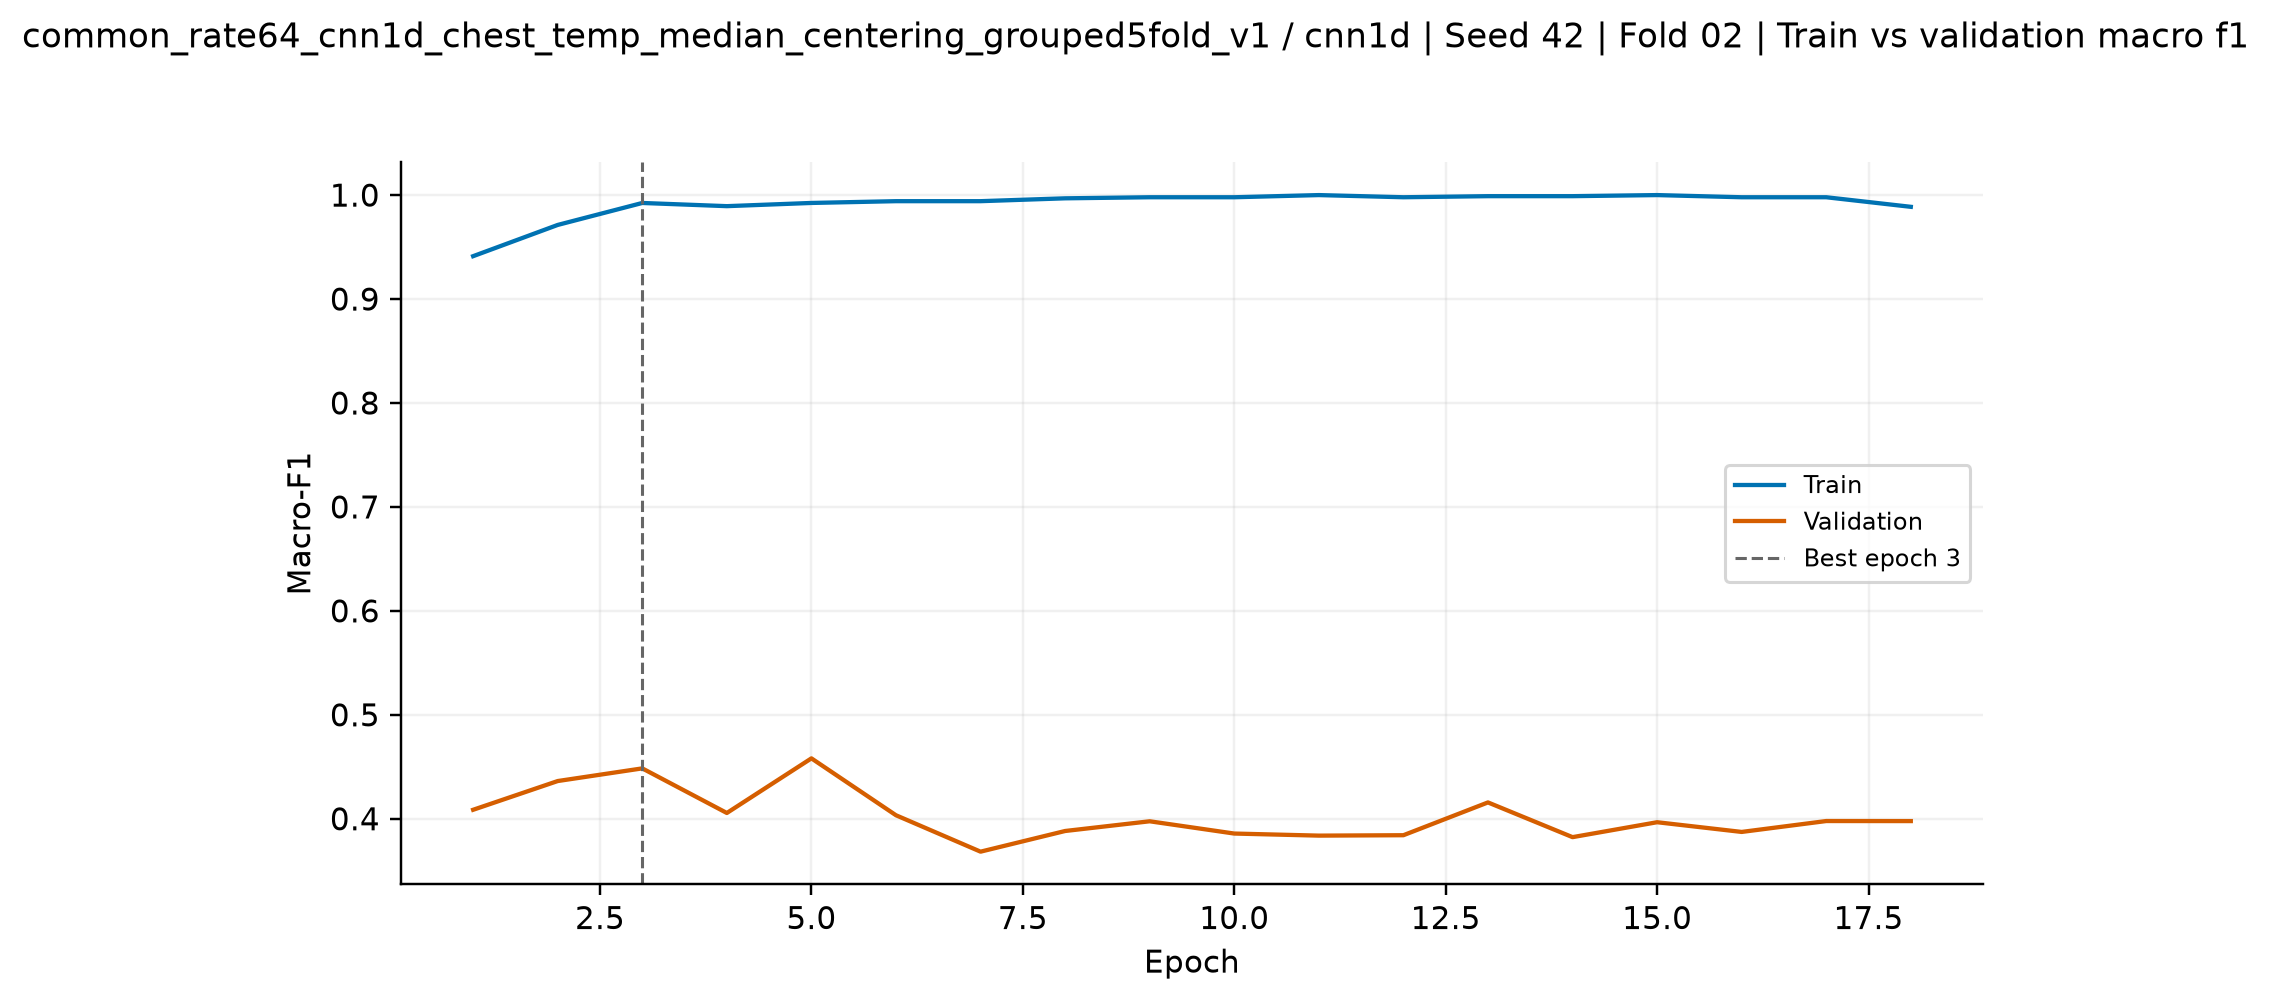 common_rate64_cnn1d_chest_temp_median_centering_grouped5fold_v1 / cnn1d | Seed 42 | Fold 02 | Train vs validation macro f1
1.0
0.9
0.8
0.7
0.6
0.5
0.4
Macro-F1
Train
Validation
Best epoch 3
2.5 5.0 7.5 10.0 12.5 15.0 17.5
Epoch